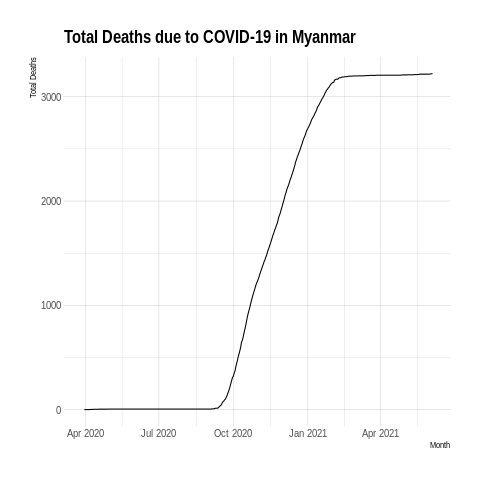 Total Deaths due to COVID-19 in Myanmar
Total Deaths
3000
2000
1000
0
Apr 2020 Jul 2020 Oct 2020 Jan 2021 Apr 2021
Month